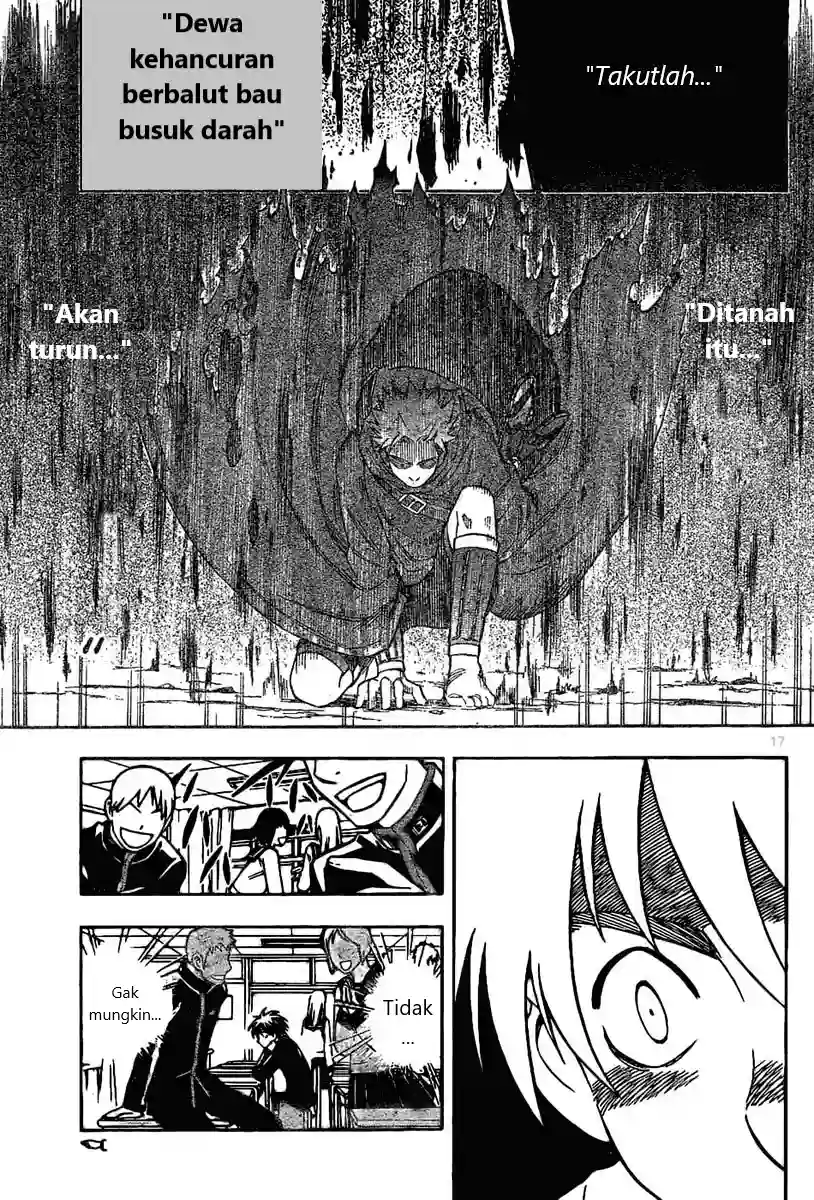 "Takutlah..."
"Dewa
kehancuran
berbalut bau
busuk darah"
"Ditanah
itu..."
"Akan
turun..."
17
Tidak
...
Gak
mungkin...